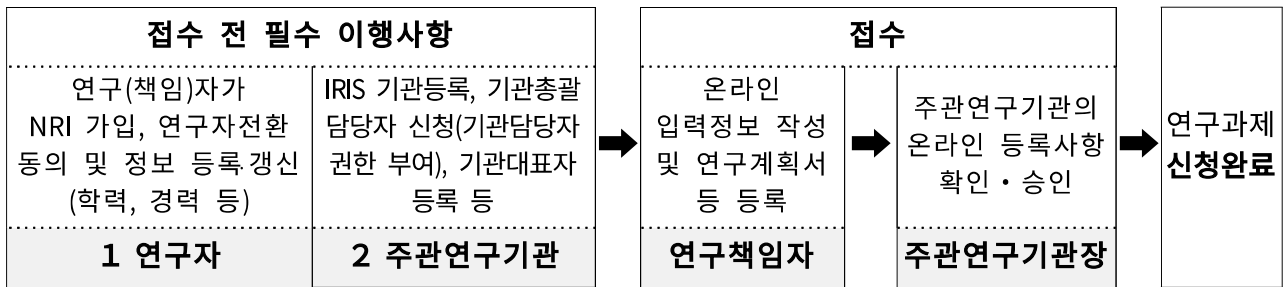 접수 전 필수 이행사항
연구(책임)자가
NRI 가입, 연구자전환
동의 및 정보 등록·갱신
(학력, 경력 등)
1 연구자
IRIS 기관등록, 기관총괄
담당자 신청(기관담당자
권한 부여), 기관대표자
등록 등
2 주관연구기관
접수
온라인
입력정보 작성
및 연구계획서
등 등록
연구책임자
주관연구기관의
온라인 등록사항
확인·승인
주관연구기관장
연구과제
신청완료